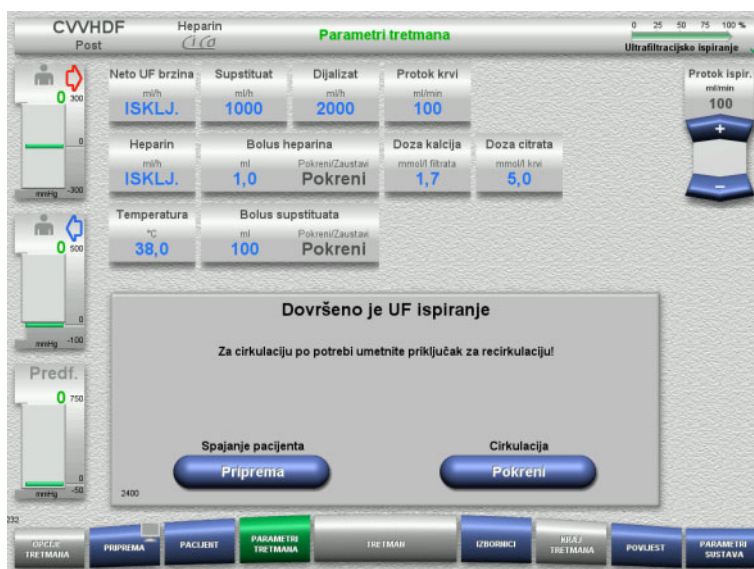 CVVHDF
Post
Heparin
Ci Ca
Parametri tretmana
0 25 50 75 100 %
Ultrafiltracijsko ispiranje
0
300
0
-300
mmHg
Neto UF brzina
ml/h
ISKLJ.
Supstituat
ml/h
1000
Dijalizat
ml/h
2000
Protok krvi
ml/min
100
Protok ispir.
ml/min
100
+
–
Heparin
ml/h
ISKLJ.
Bolus heparina
ml Pokreni/Zaustavi
1,0 Pokreni
Doza kalcija
mmol/l filtrata
1,7
Doza citrata
mmol/l krvi
5,0
0
500
0
-100
mmHg
Temperatura
°C
38,0
Bolus supstituata
ml Pokreni/Zaustavi
100 Pokreni
Dovršeno je UF ispiranje
Za cirkulaciju po potrebi umetnite priključak za recirkulaciju!
Spajanje pacijenta
Priprema
Cirkulacija
Pokreni
2400
Predf.
0
750
0
-50
mmHg
232
OPCIJE TRETMANA
PRIPREMA
PACIJENT
PARAMETRI TRETMANA
TRETMAN
IZBORNICI
KRAJ TRETMANA
POVIJEST
PARAMETRI SUSTAVA